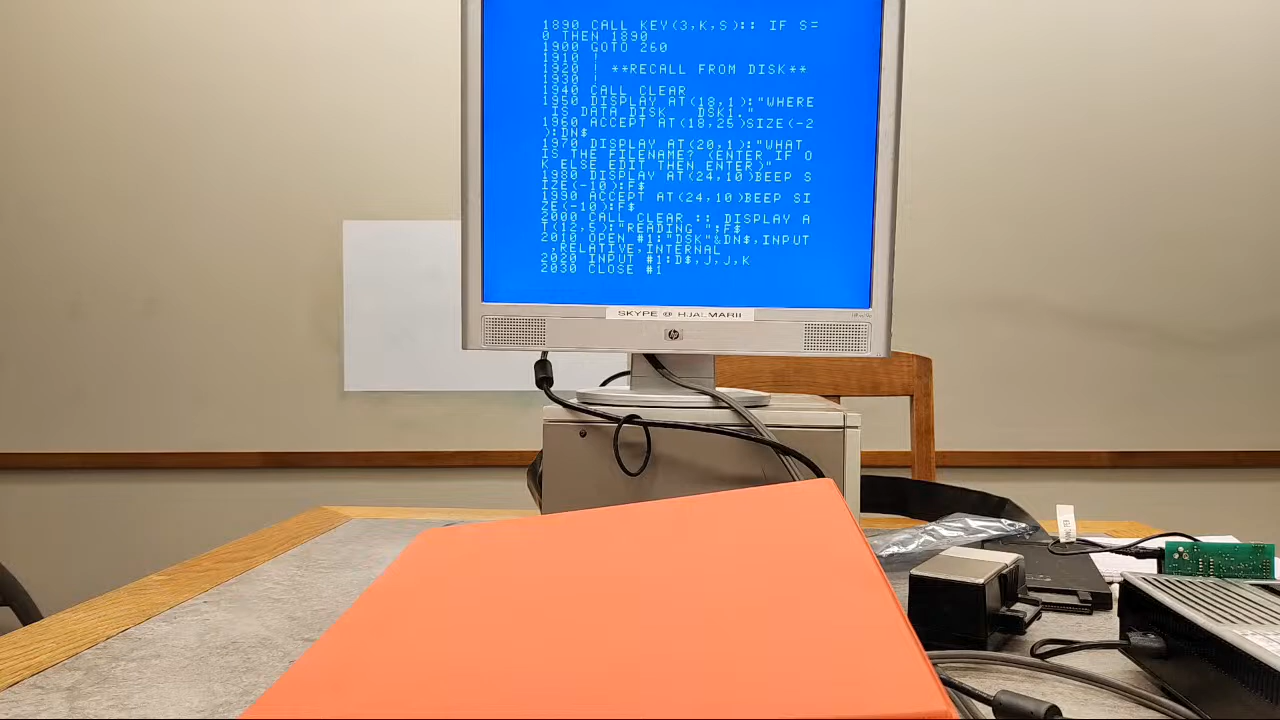 1890 CALL KEY(3,K,S):: IF S=
0 THEN 1890
1900 GOTO 260
1910 !
1920 ! **RECALL FROM DISK**
1930 !
1940 CALL CLEAR
1950 DISPLAY AT(18,1):"WHERE
IS DATA DISK   DSK1."
1960 ACCEPT AT(18,25)SIZE(-2
):DN$
1970 DISPLAY AT(20,1):"WHAT
IS THE FILENAME? (ENTER IF O
K ELSE EDIT THEN ENTER)"
1980 DISPLAY AT(24,10)BEEP S
IZE(-10):F$
1990 ACCEPT AT(24,10)BEEP SI
ZE(-10):F$
2000 CALL CLEAR :: DISPLAY A
T(12,5):"READING ";F$
2010 OPEN #1:"DSK"&DN$,INPUT
,RELATIVE,INTERNAL
2020 INPUT #1:D$,J,J,K
2030 CLOSE #1
SKYPE @ HJALMARII
hp